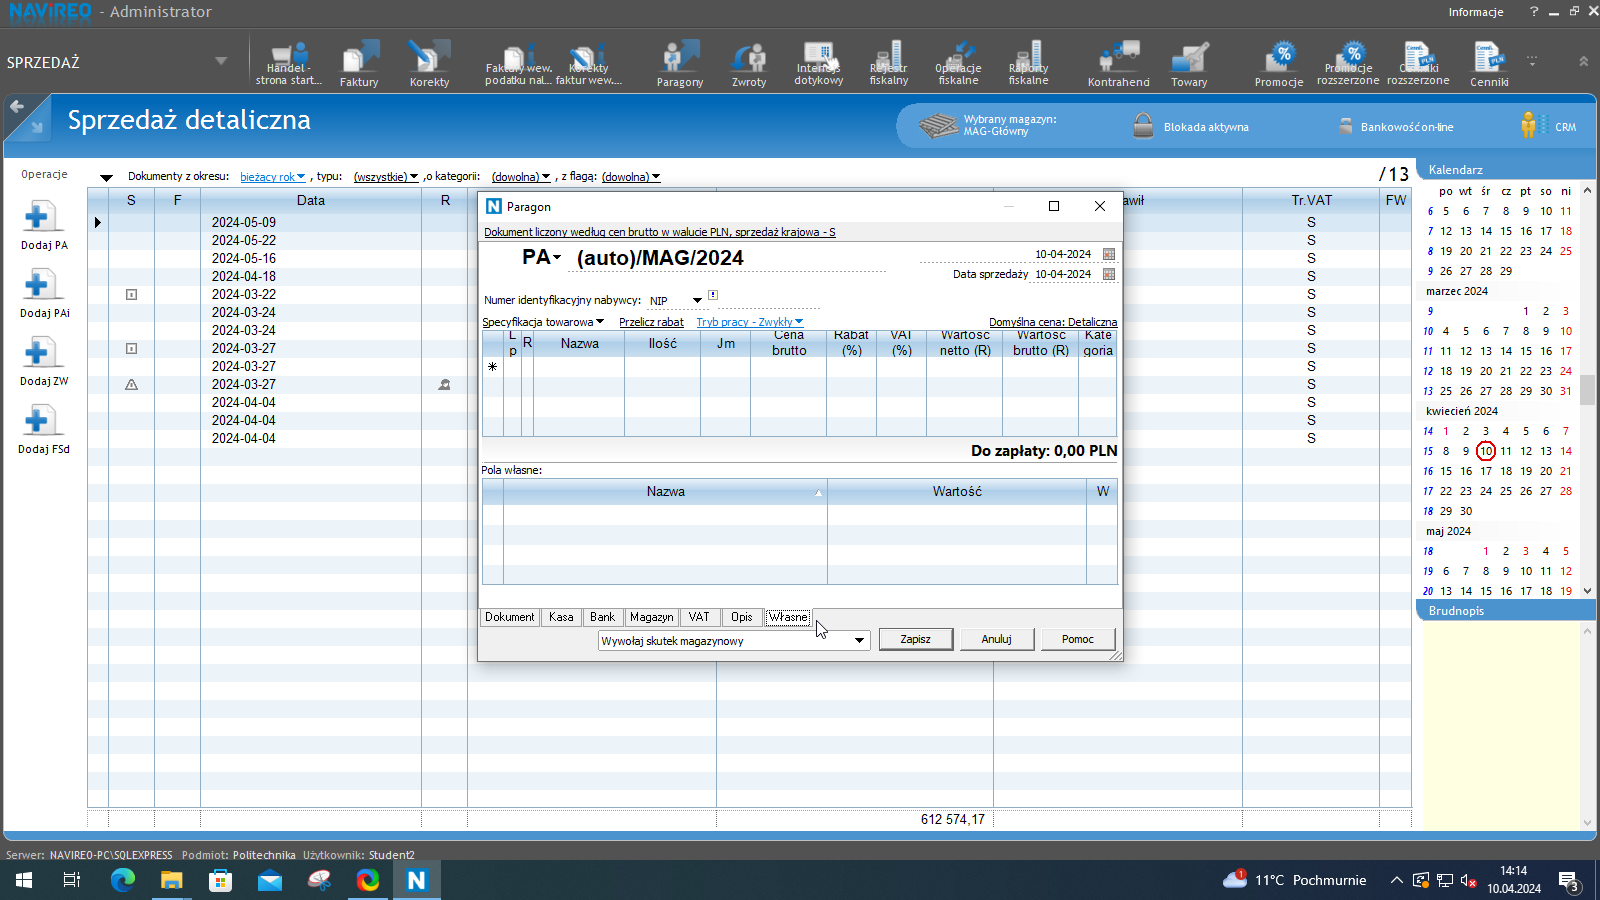 NAVIREO - Administrator
Informacje
SPRZEDAŻ
Handel -
strona start...
Faktury
Korekty
Faktury wew.
podatku nal...
Korekty
faktur wew....
Paragony
Zwroty
Interfejs
dotykowy
Rejestr
fiskalny
Operacje
fiskalne
Raporty
fiskalne
Kontrahenci
Towary
Promocje
Promocje
rozszerzone
Cenniki
rozszerzone
Cenniki
Sprzedaż detaliczna
Wybrany magazyn:
MAG-Główny
Blokada aktywna
Bankowość on-line
CRM
Operacje
Dodaj PA
Dodaj PAi
Dodaj ZW
Dodaj FSd
Dokumenty z okresu: bieżący rok , typu: (wszystkie) ,o kategorii: (dowolna) , z flagą: (dowolna)
/ 13
S F Data R awił Tr.VAT FW
2024-05-09 S
2024-05-22 S
2024-05-16 S
2024-04-18 S
2024-03-22 S
2024-03-24 S
2024-03-24 S
2024-03-27 S
2024-03-27 S
2024-03-27 S
2024-04-04 S
2024-04-04 S
2024-04-04 S
612 574,17
Paragon
Dokument liczony według cen brutto w walucie PLN, sprzedaż krajowa - S
PA (auto)/MAG/2024
10-04-2024
Data sprzedaży 10-04-2024
Numer identyfikacyjny nabywcy: NIP
Specyfikacja towarowa Przelicz rabat Tryb pracy - Zwykły Domyślna cena: Detaliczna
Lp R Nazwa Ilość Jm Cena brutto Rabat (%) VAT (%) Wartość netto (R) Wartość brutto (R) Kategoria
Do zapłaty: 0,00 PLN
Pola własne:
Nazwa Wartość W
Dokument Kasa Bank Magazyn VAT Opis Własne
Wywołaj skutek magazynowy Zapisz Anuluj Pomoc
Kalendarz
po wt śr cz pt so ni
6 5 6 7 8 9 10 11
7 12 13 14 15 16 17 18
8 19 20 21 22 23 24 25
9 26 27 28 29
marzec 2024
9 1 2 3
10 4 5 6 7 8 9 10
11 11 12 13 14 15 16 17
12 18 19 20 21 22 23 24
13 25 26 27 28 29 30 31
kwiecień 2024
14 1 2 3 4 5 6 7
15 8 9 10 11 12 13 14
16 15 16 17 18 19 20 21
17 22 23 24 25 26 27 28
18 29 30
maj 2024
18 1 2 3 4 5
19 6 7 8 9 10 11 12
20 13 14 15 16 17 18 19
Brudnopis
Serwer: NAVIREO-PC\SQLEXPRESS Podmiot: Politechnika Użytkownik: Student2
1
11°C Pochmurnie
14:14
10.04.2024
3